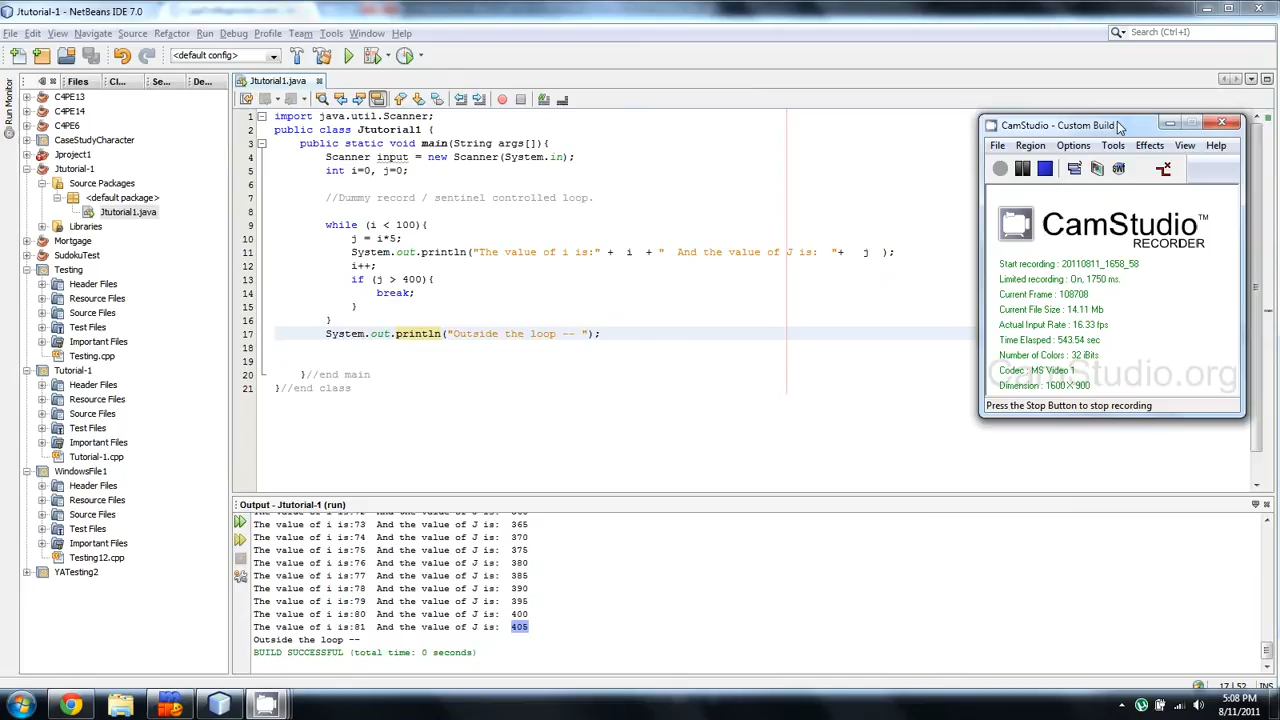 Jtutorial-1 - NetBeans IDE 7.0
File Edit View Navigate Source Refactor Run Debug Profile Team Tools Window Help
Search (Ctrl+I)
<default config>
Run Monitor
Files Cl... Se... De...
C4PE13
C4PE14
C4PE6
CaseStudyCharacter
Jproject1
Jtutorial-1
Source Packages
<default package>
Jtutorial1.java
Libraries
Mortgage
SudokuTest
Testing
Header Files
Resource Files
Source Files
Test Files
Important Files
Testing.cpp
Tutorial-1
Header Files
Resource Files
Source Files
Test Files
Important Files
Tutorial-1.cpp
WindowsFile1
Header Files
Resource Files
Source Files
Test Files
Important Files
Testing12.cpp
YATesting2
Jtutorial1.java
1 import java.util.Scanner;
2 public class Jtutorial1 {
3 public static void main(String args[]){
4 Scanner input = new Scanner(System.in);
5 int i=0, j=0;
6
7 //Dummy record / sentinel controlled loop.
8
9 while (i < 100){
10 j = i*5;
11 System.out.println("The value of i is:" + i + " And the value of J is: "+ j );
12 i++;
13 if (j > 400){
14 break;
15 }
16 }
17 System.out.println("Outside the loop -- ");
18
19
20 }//end main
21 }//end class
CamStudio - Custom Build
File Region Options Tools Effects View Help
CamStudio™
RECORDER
Start recording : 20110811_1658_58
Limited recording : On, 1750 ms.
Current Frame : 108708
Current File Size : 14.11 Mb
Actual Input Rate : 16.33 fps
Time Elapsed : 543.54 sec
Number of Colors : 32 iBits
Codec : MS Video 1
Dimension : 1600 X 900
CamStudio.org
Press the Stop Button to stop recording
Output - Jtutorial-1 (run)
The value of i is:73 And the value of J is: 365
The value of i is:74 And the value of J is: 370
The value of i is:75 And the value of J is: 375
The value of i is:76 And the value of J is: 380
The value of i is:77 And the value of J is: 385
The value of i is:78 And the value of J is: 390
The value of i is:79 And the value of J is: 395
The value of i is:80 And the value of J is: 400
The value of i is:81 And the value of J is: 405
Outside the loop --
BUILD SUCCESSFUL (total time: 0 seconds)
17 | 52 INS
5:08 PM
8/11/2011